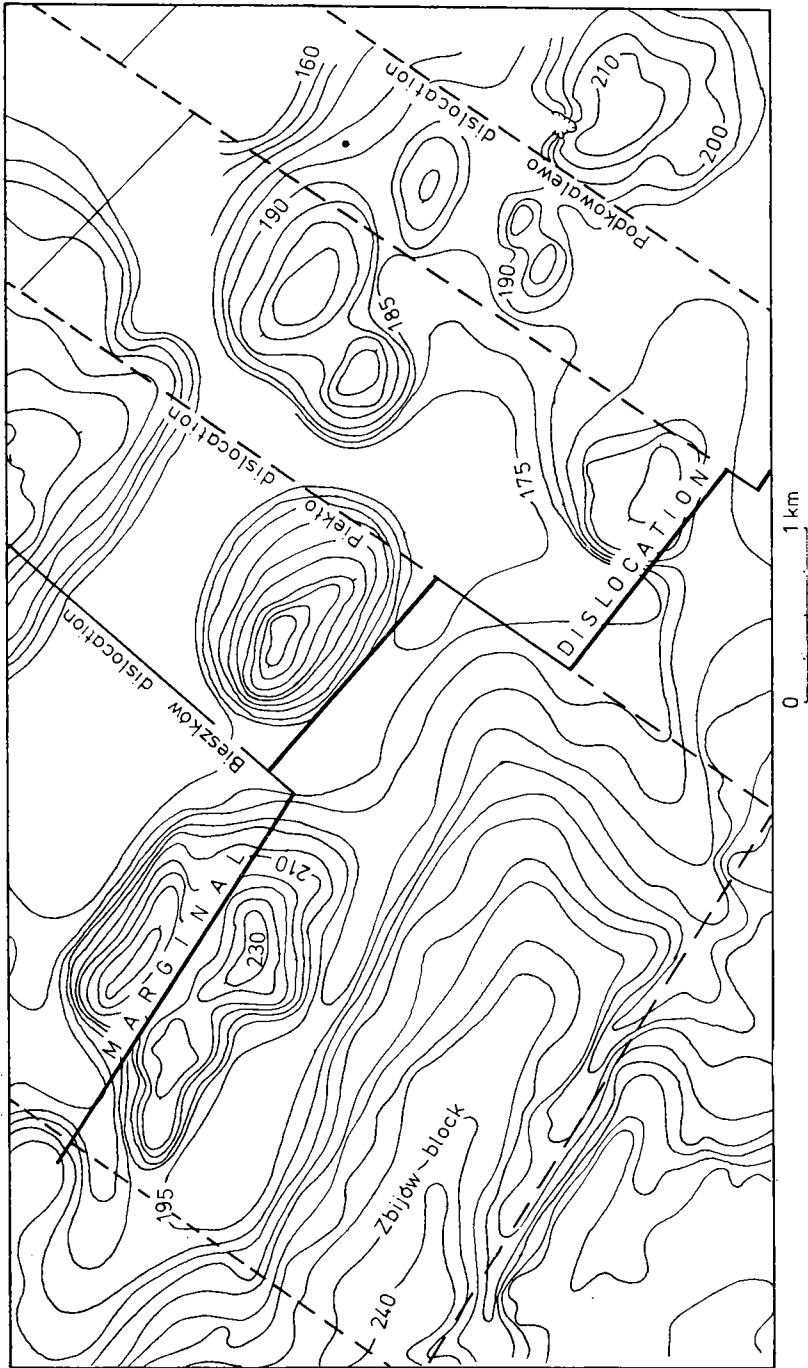 160
dislocation
Podkowalewo
210
200
190
185
190
175
dislocation
Piekło
DISLOCATION
dislocation
Bieszków
MARGINAL
210
230
195
Zbijów-block
240
0 1 km